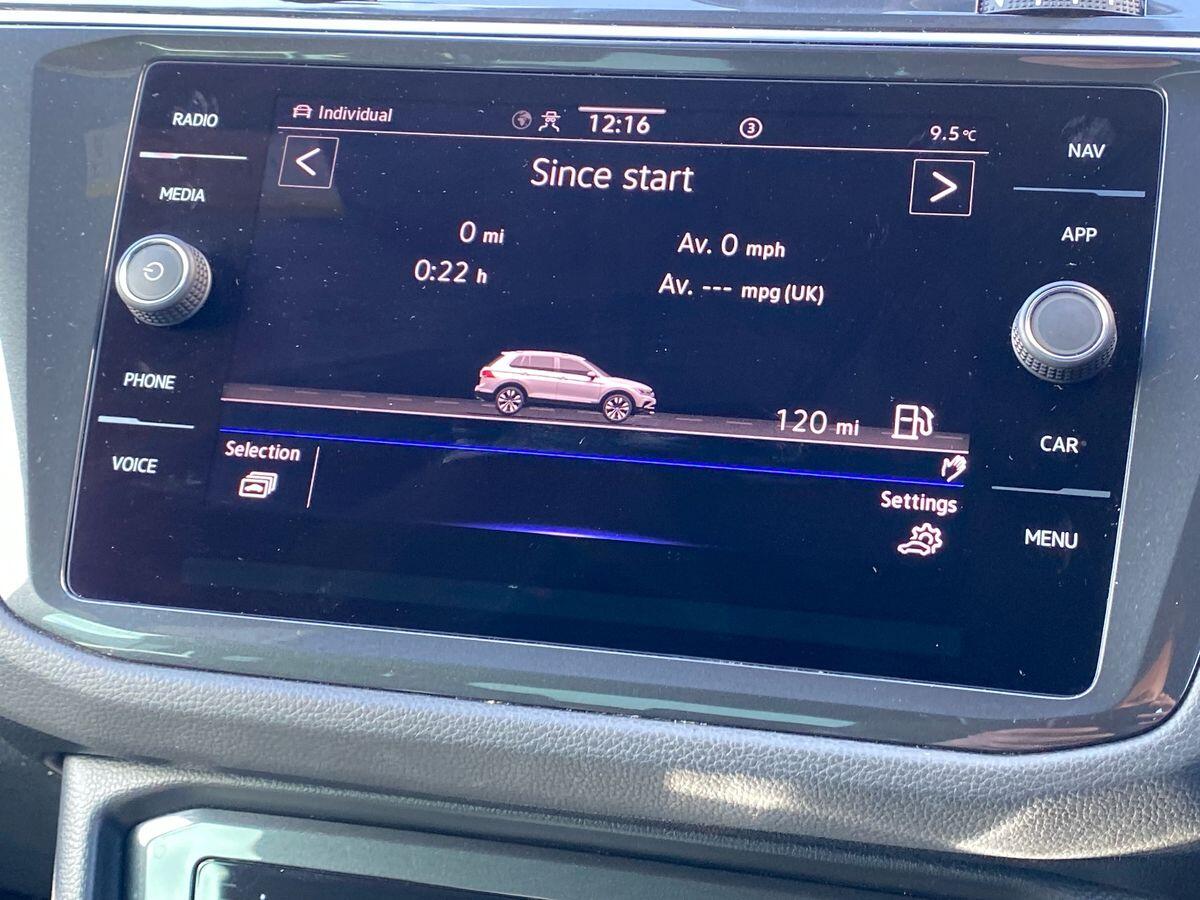 RADIO
MEDIA
PHONE
VOICE
Individual
12:16
3
9.5°C
<
Since start
>
0 mi
0:22 h
Av. 0 mph
Av. --- mpg (UK)
120 mi
Selection
Settings
NAV
APP
CAR
MENU